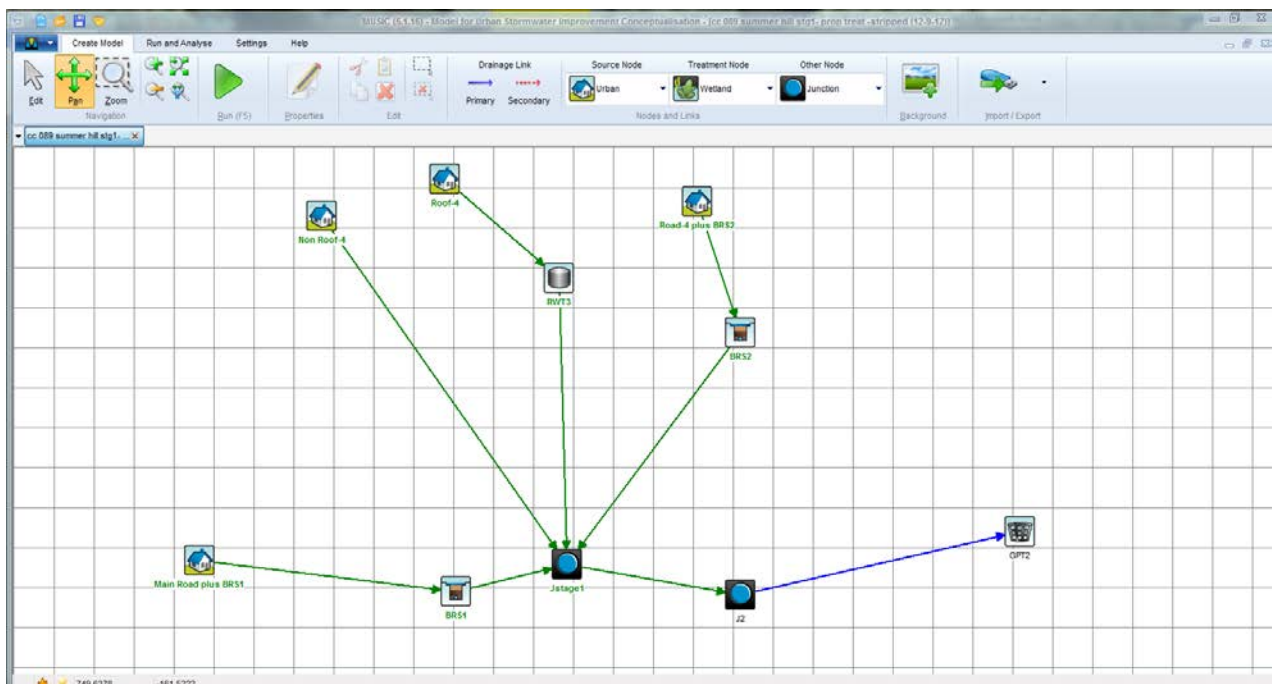 MUSIC (5.1.16) - Model for Urban Stormwater Improvement Conceptualisation - [cc 089 summer hill stg1- prop treat -stripped (12-9-12)]
Create Model Run and Analyse Settings Help
Drainage Link Source Node Treatment Node Other Node
Urban Wetland Junction
Edit Pan Zoom Primary Secondary
Navigation Run (F5) Properties Edit Nodes and Links Background Import / Export
cc 089 summer hill stg1- ...
Roof-4
Non Roof-4
Road-4 plus BRS2
RWT3
BRS2
GPT2
Main Road plus BRS1
Jstage1
BRS1
J2